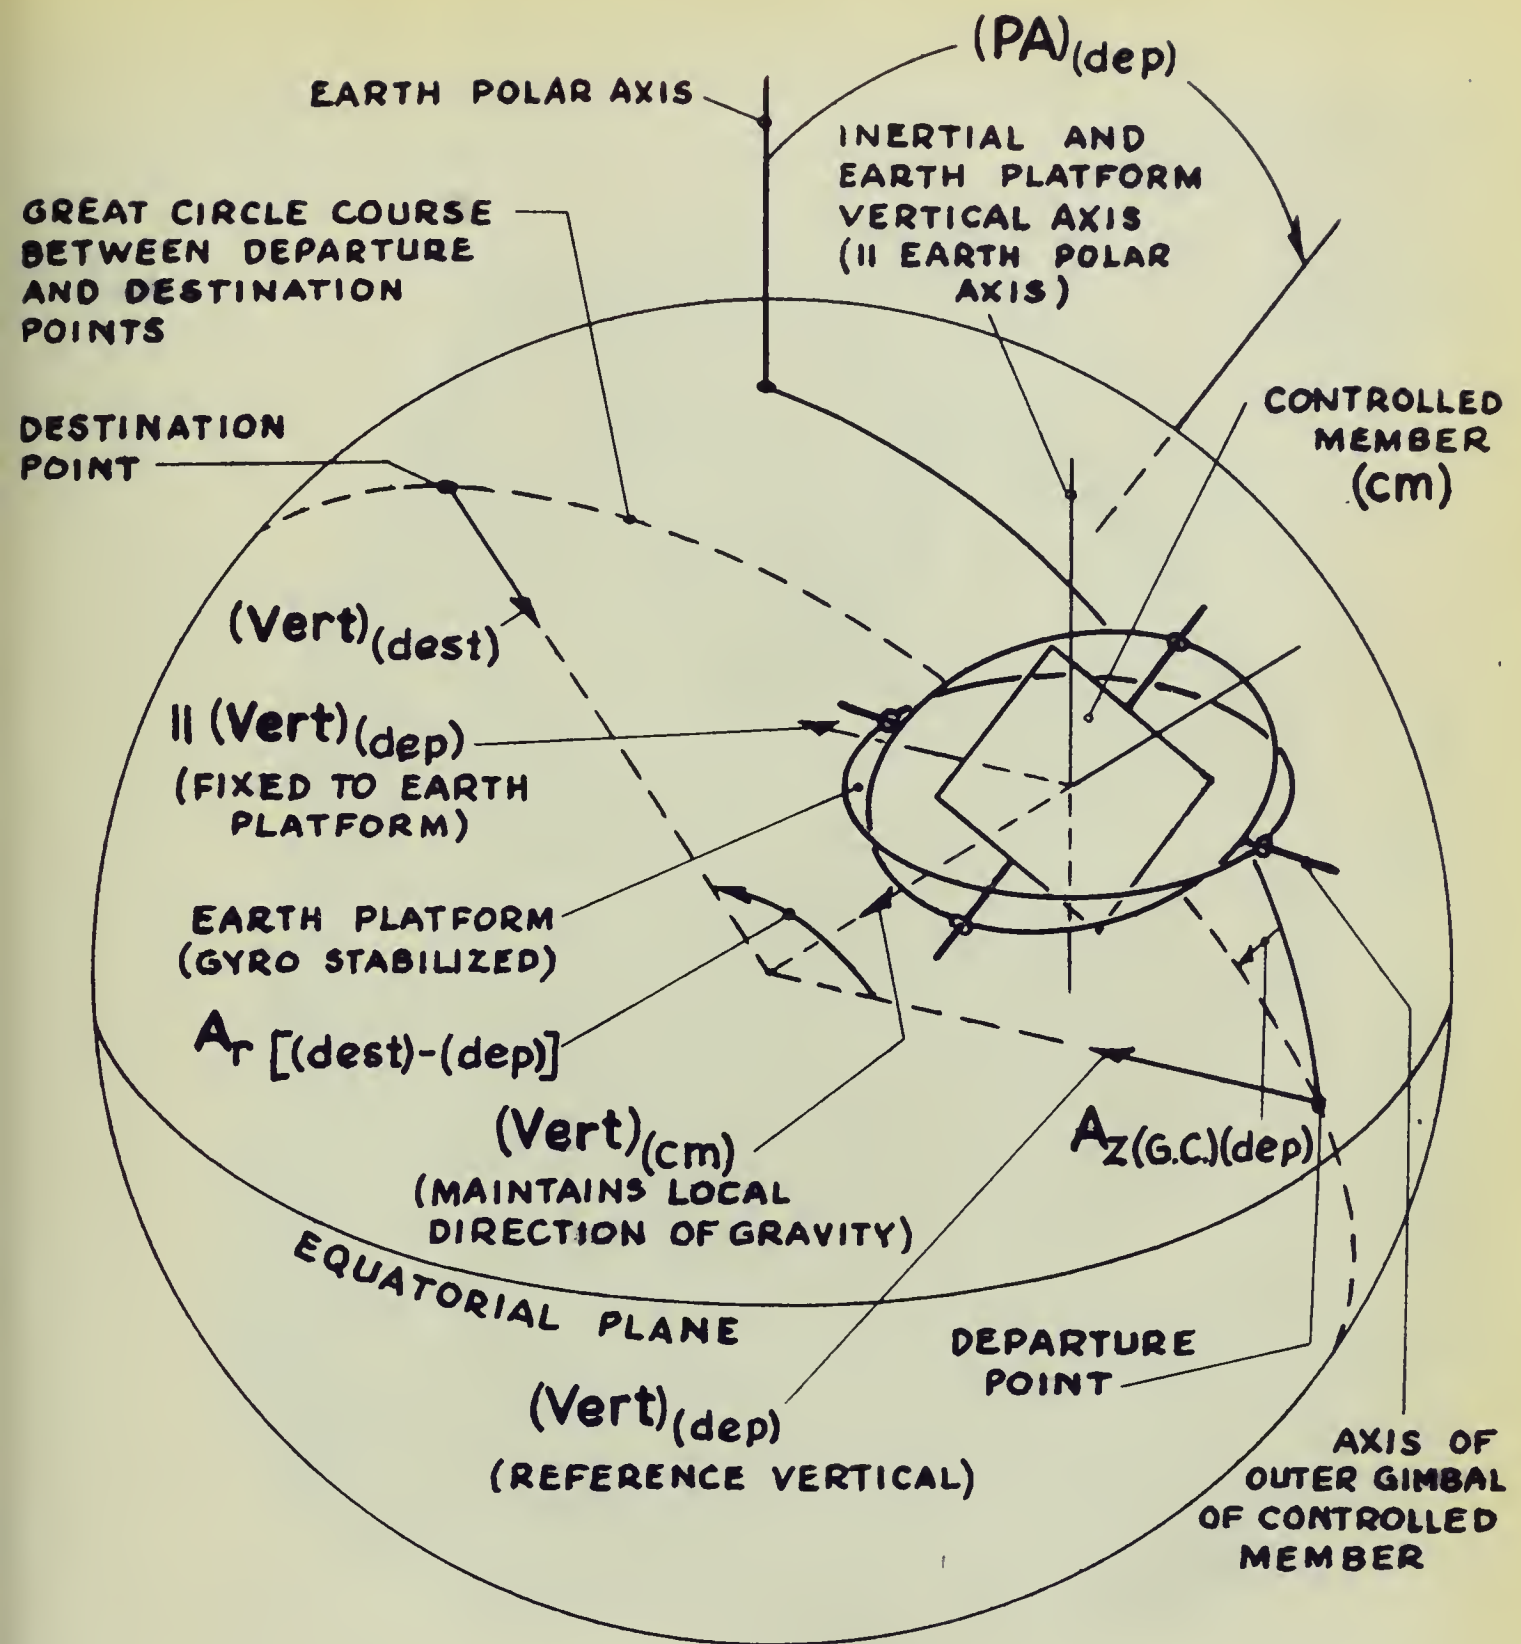 (PA)(dep)
EARTH POLAR AXIS
INERTIAL AND
EARTH PLATFORM
VERTICAL AXIS
(II EARTH POLAR
AXIS)
GREAT CIRCLE COURSE
BETWEEN DEPARTURE
AND DESTINATION
POINTS
CONTROLLED
MEMBER
(cm)
DESTINATION
POINT
(Vert)(dest)
II (Vert)(dep)
(FIXED TO EARTH
PLATFORM)
EARTH PLATFORM
(GYRO STABILIZED)
Ar [(dest)-(dep)]
(Vert)(cm)
(MAINTAINS LOCAL
DIRECTION OF GRAVITY)
Az(G.C.)(dep)
EQUATORIAL PLANE
DEPARTURE
POINT
(Vert)(dep)
(REFERENCE VERTICAL)
AXIS OF
OUTER GIMBAL
OF CONTROLLED
MEMBER